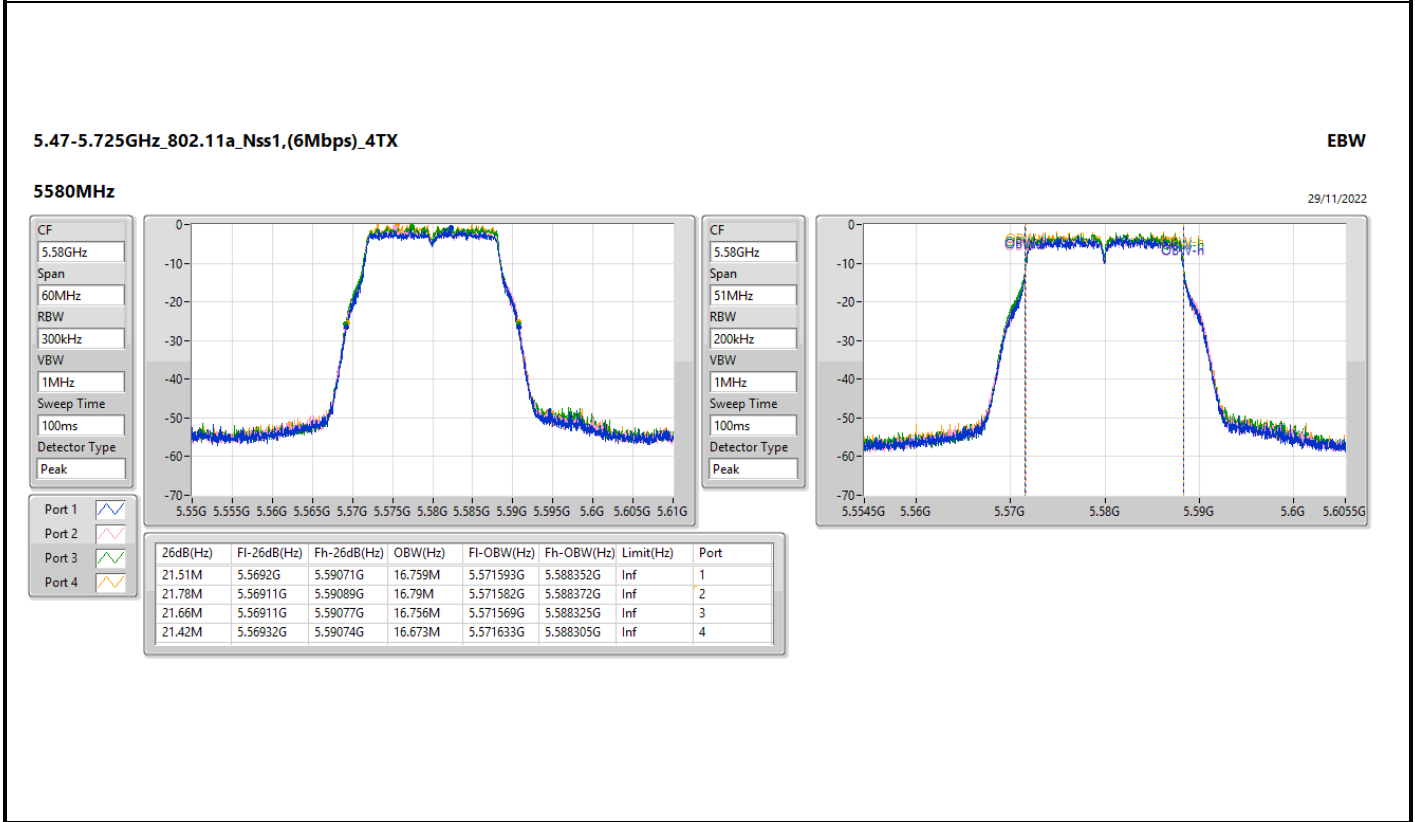 5.47-5.725GHz_802.11a_Nss1,(6Mbps)_4TX
EBW
5580MHz
29/11/2022
CF
5.58GHz
Span
60MHz
RBW
300kHz
VBW
1MHz
Sweep Time
100ms
Detector Type
Peak
Port 1
Port 2
Port 3
Port 4
0
-10
-20
-30
-40
-50
-60
-70
5.55G 5.555G 5.56G 5.565G 5.57G 5.575G 5.58G 5.585G 5.59G 5.595G 5.6G 5.605G 5.61G
CF
5.58GHz
Span
51MHz
RBW
200kHz
VBW
1MHz
Sweep Time
100ms
Detector Type
Peak
0
-10
-20
-30
-40
-50
-60
-70
OBW-h
5.5545G 5.56G 5.57G 5.58G 5.59G 5.6G 5.6055G
26dB(Hz) Fl-26dB(Hz) Fh-26dB(Hz) OBW(Hz) Fl-OBW(Hz) Fh-OBW(Hz) Limit(Hz) Port
21.51M 5.5692G 5.59071G 16.759M 5.571593G 5.588352G Inf 1
21.78M 5.56911G 5.59089G 16.79M 5.571582G 5.588372G Inf 2
21.66M 5.56911G 5.59077G 16.756M 5.571569G 5.588325G Inf 3
21.42M 5.56932G 5.59074G 16.673M 5.571633G 5.588305G Inf 4